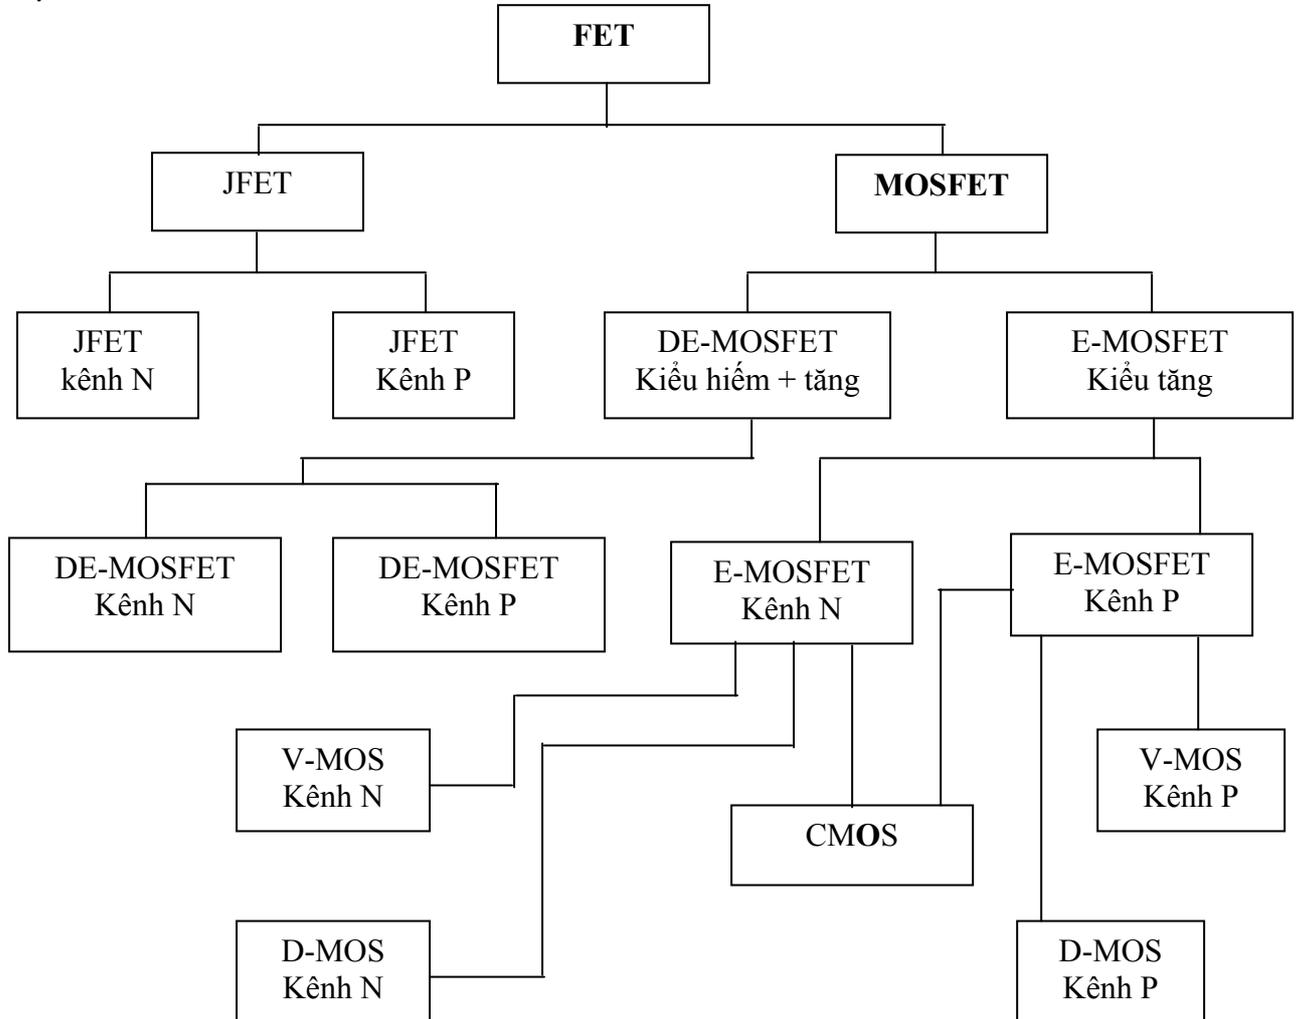 FET
JFET
MOSFET
JFET
kênh N
JFET
Kênh P
DE-MOSFET
Kiểu hiếm + tăng
E-MOSFET
Kiểu tăng
DE-MOSFET
Kênh N
DE-MOSFET
Kênh P
E-MOSFET
Kênh N
E-MOSFET
Kênh P
V-MOS
Kênh N
V-MOS
Kênh P
CMOS
D-MOS
Kênh N
D-MOS
Kênh P